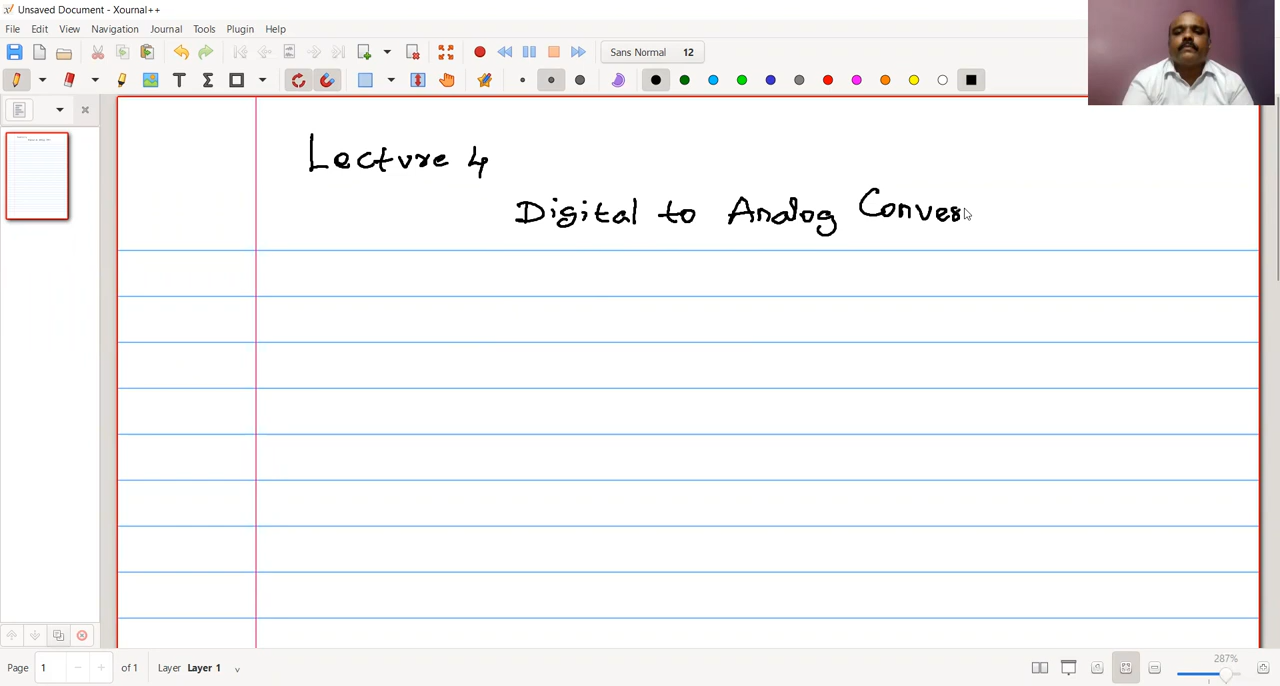 Unsaved Document - Xournal++
File Edit View Navigation Journal Tools Plugin Help
Sans Normal 12
Lecture 4
Digital to Analog Conves
Page 1 of 1 Layer Layer 1
287%